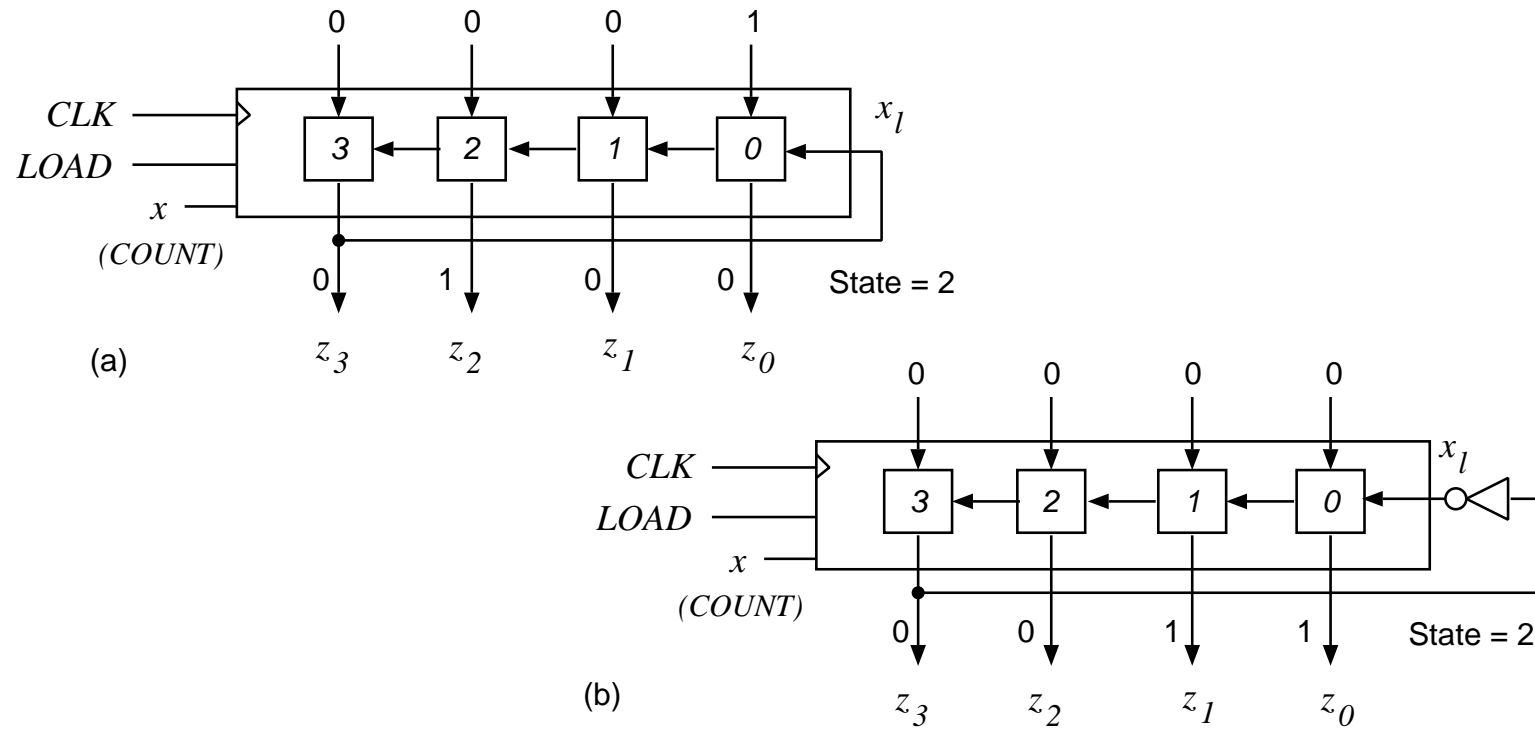 0 0 0 1
CLK
x_l
3 2 1 0
LOAD
x
(COUNT)
0 1 0 0 State = 2
z_3 z_2 z_1 z_0
(a)
0 0 0 0
x_l
CLK
3 2 1 0
LOAD
x
(COUNT)
0 0 1 1 State = 2
(b)
z_3 z_2 z_1 z_0